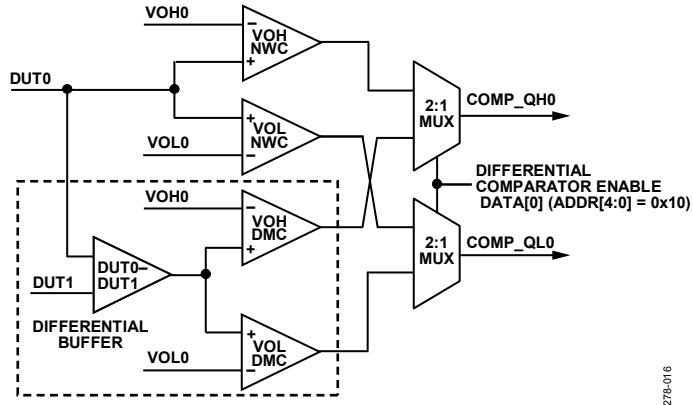 VOH0
− VOH
NWC
+
DUT0
2:1
MUX
COMP_QH0
+ VOL
NWC
−
VOL0
DIFFERENTIAL
COMPARATOR ENABLE
DATA[0] (ADDR[4:0] = 0x10)
VOH0
− VOH
DMC
+
2:1
MUX
COMP_QL0
DUT0–
DUT1
DUT1
DIFFERENTIAL
BUFFER
+ VOL
DMC
−
VOL0
278-016